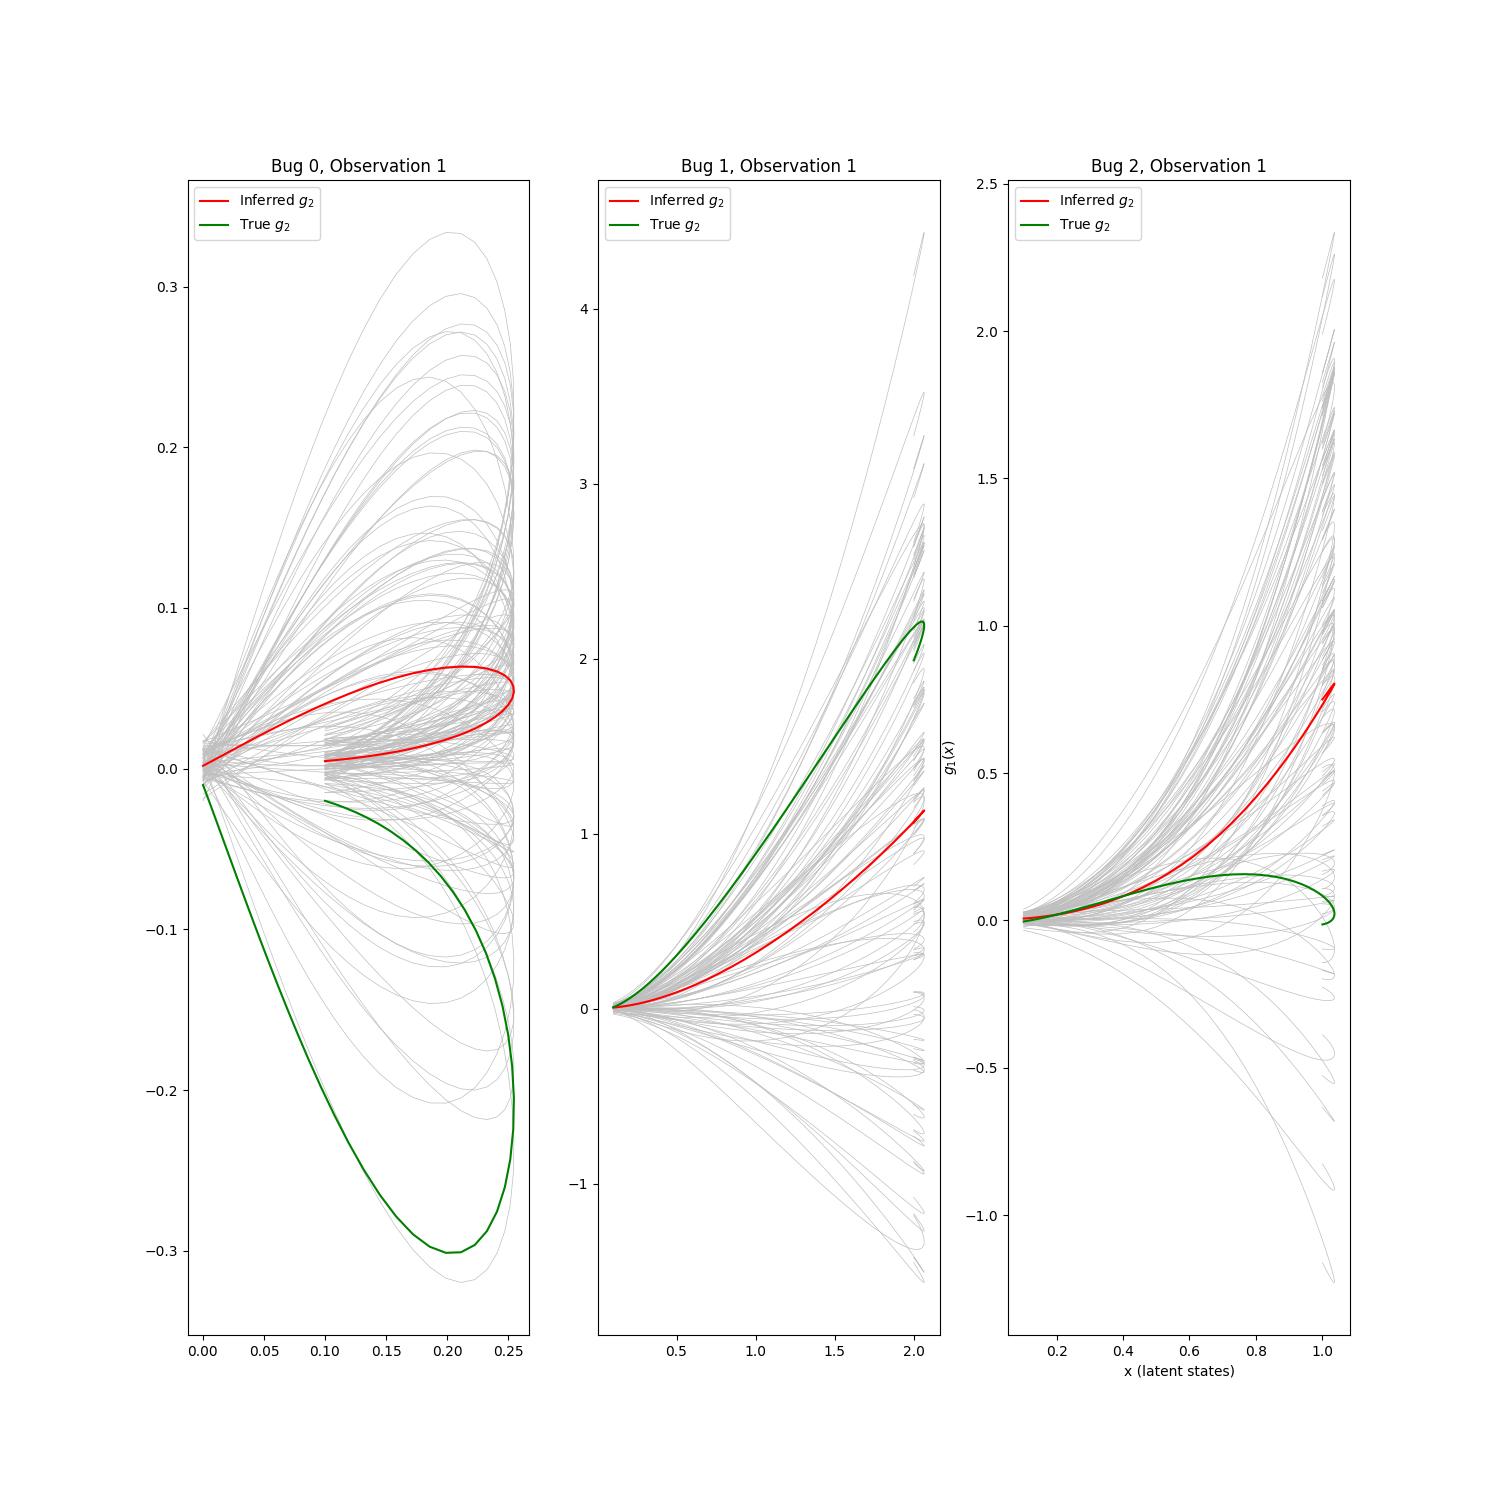 Bug 0, Observation 1
Inferred g₂
True g₂
0.3
0.2
0.1
0.0
−0.1
−0.2
−0.3
0.00 0.05 0.10 0.15 0.20 0.25
Bug 1, Observation 1
Inferred g₂
True g₂
4
3
2
1
0
−1
0.5 1.0 1.5 2.0
Bug 2, Observation 1
Inferred g₂
True g₂
g₁(x)
2.5
2.0
1.5
1.0
0.5
0.0
−0.5
−1.0
0.2 0.4 0.6 0.8 1.0
x (latent states)